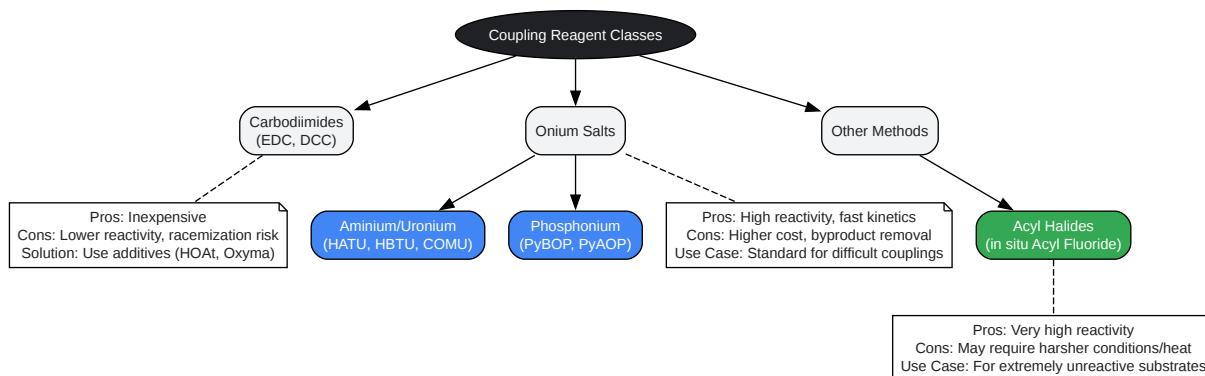 Coupling Reagent Classes
Carbodiimides
(EDC, DCC)
Onium Salts
Other Methods
Pros: Inexpensive
Cons: Lower reactivity, racemization risk
Solution: Use additives (HOAt, Oxyma)
Aminium/Uronium
(HATU, HBTU, COMU)
Phosphonium
(PyBOP, PyAOP)
Pros: High reactivity, fast kinetics
Cons: Higher cost, byproduct removal
Use Case: Standard for difficult couplings
Acyl Halides
(in situ Acyl Fluoride)
Pros: Very high reactivity
Cons: May require harsher conditions/heat
Use Case: For extremely unreactive substrates